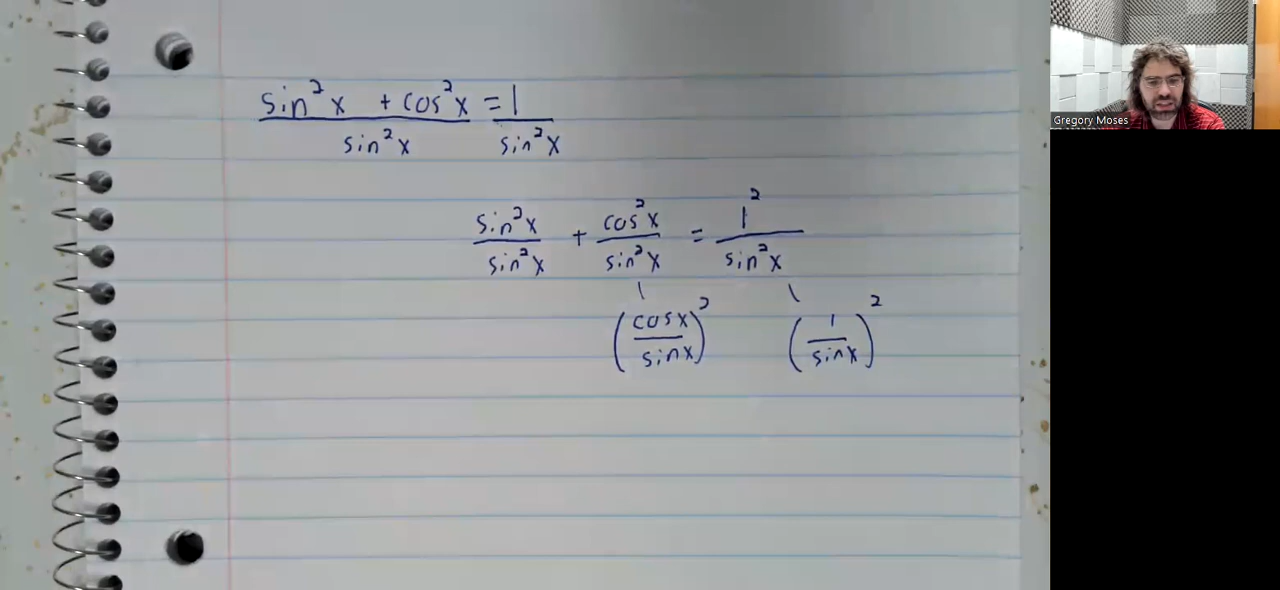 sin²x + cos²x = 1
sin²x sin²x
sin²x + cos²x = 1²
sin²x sin²x sin²x
(cosx/sinx)² (1/sinx)²
Gregory Moses